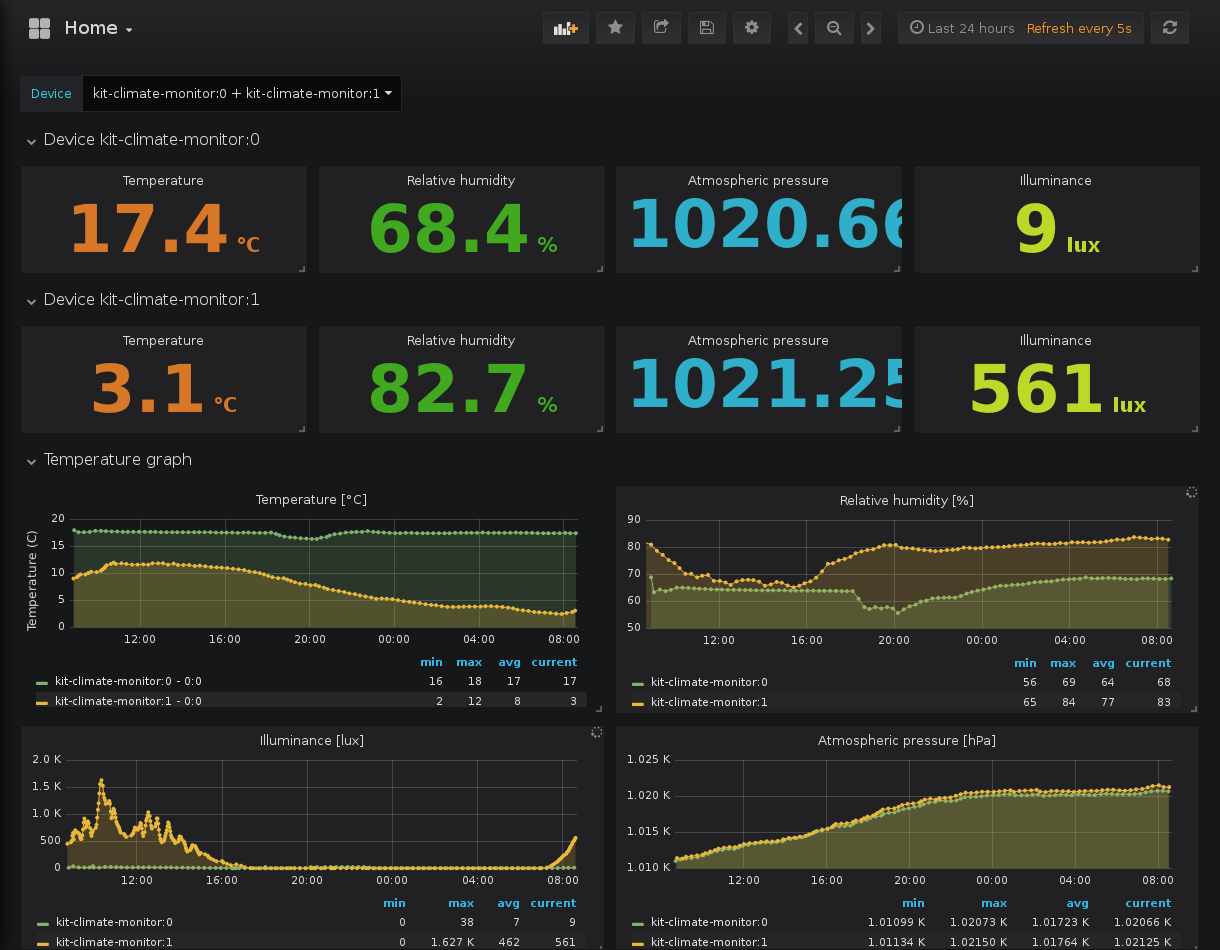 Home
Last 24 hours Refresh every 5s
Device kit-climate-monitor:0 + kit-climate-monitor:1
Device kit-climate-monitor:0
Temperature Relative humidity Atmospheric pressure Illuminance
17.4 °C 68.4 % 1020.66 9 lux
Device kit-climate-monitor:1
Temperature Relative humidity Atmospheric pressure Illuminance
3.1 °C 82.7 % 1021.25 561 lux
Temperature graph
Temperature [°C]
Temperature (C)
20
15
10
5
0
12:00 16:00 20:00 00:00 04:00 08:00
min max avg current
kit-climate-monitor:0 - 0:0 16 18 17 17
kit-climate-monitor:1 - 0:0 2 12 8 3
Relative humidity [%]
90
80
70
60
50
12:00 16:00 20:00 00:00 04:00 08:00
min max avg current
kit-climate-monitor:0 56 69 64 68
kit-climate-monitor:1 65 84 77 83
Illuminance [lux]
2.0 K
1.5 K
1.0 K
500
0
12:00 16:00 20:00 00:00 04:00 08:00
min max avg current
kit-climate-monitor:0 0 38 7 9
kit-climate-monitor:1 0 1.627 K 462 561
Atmospheric pressure [hPa]
1.025 K
1.020 K
1.015 K
1.010 K
12:00 16:00 20:00 00:00 04:00 08:00
min max avg current
kit-climate-monitor:0 1.01099 K 1.02073 K 1.01723 K 1.02066 K
kit-climate-monitor:1 1.01134 K 1.02150 K 1.01764 K 1.02125 K